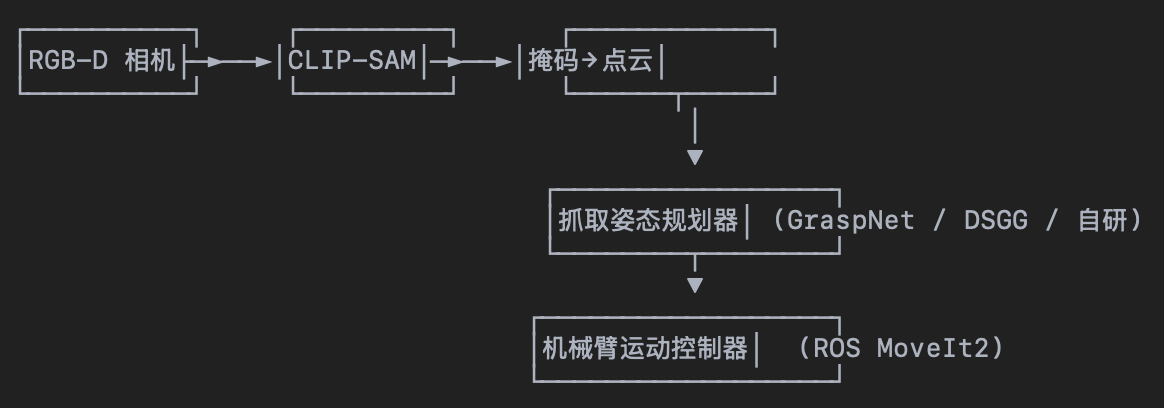 RGB-D 相机 CLIP-SAM 掩码→点云
抓取姿态规划器 (GraspNet / DSGG / 自研)
机械臂运动控制器 (ROS MoveIt2)